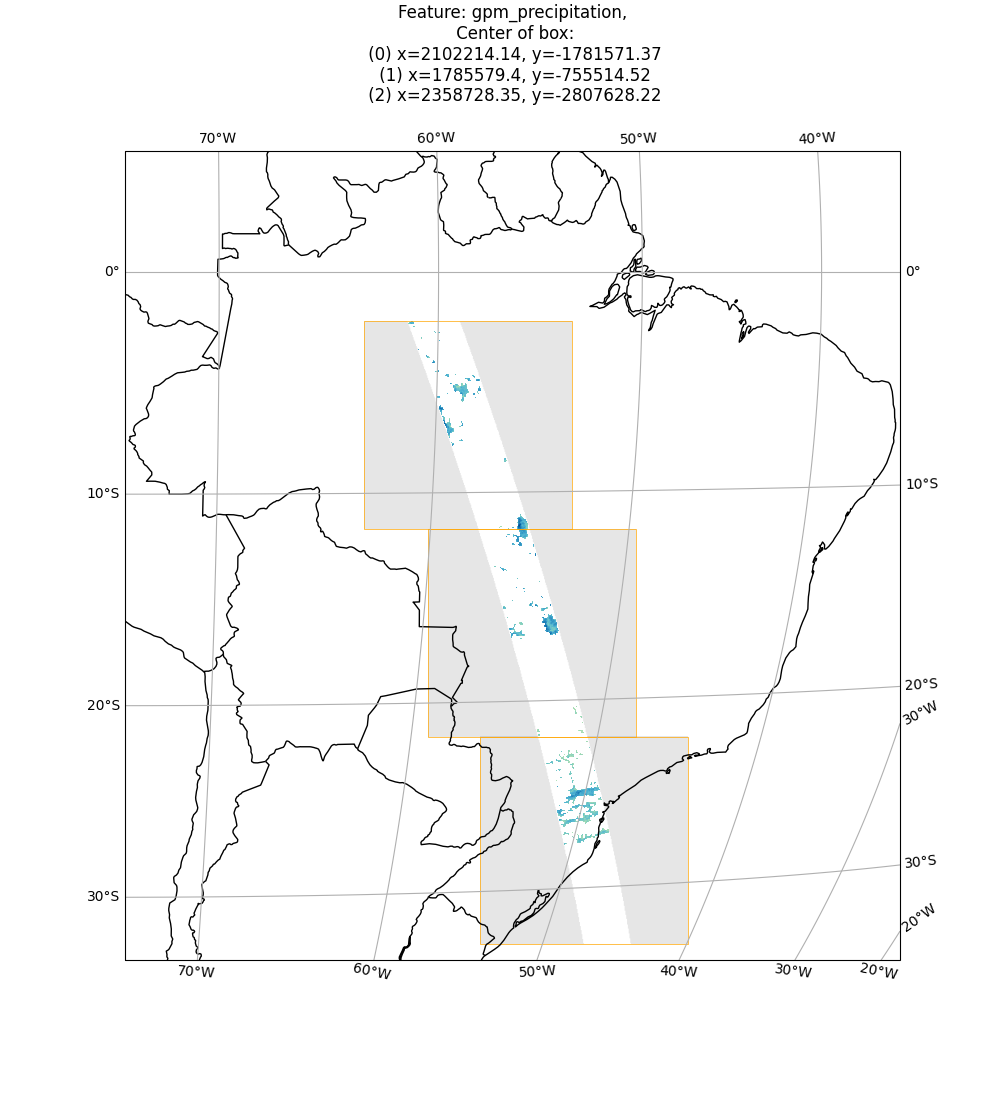 Feature: gpm_precipitation,
Center of box:
(0) x=2102214.14, y=-1781571.37
(1) x=1785579.4, y=-755514.52
(2) x=2358728.35, y=-2807628.22
70°W 60°W 50°W 40°W
0° 0°
10°S 10°S
20°S 20°S
30°W
30°S 30°S
20°W
70°W 60°W 50°W 40°W 30°W 20°W